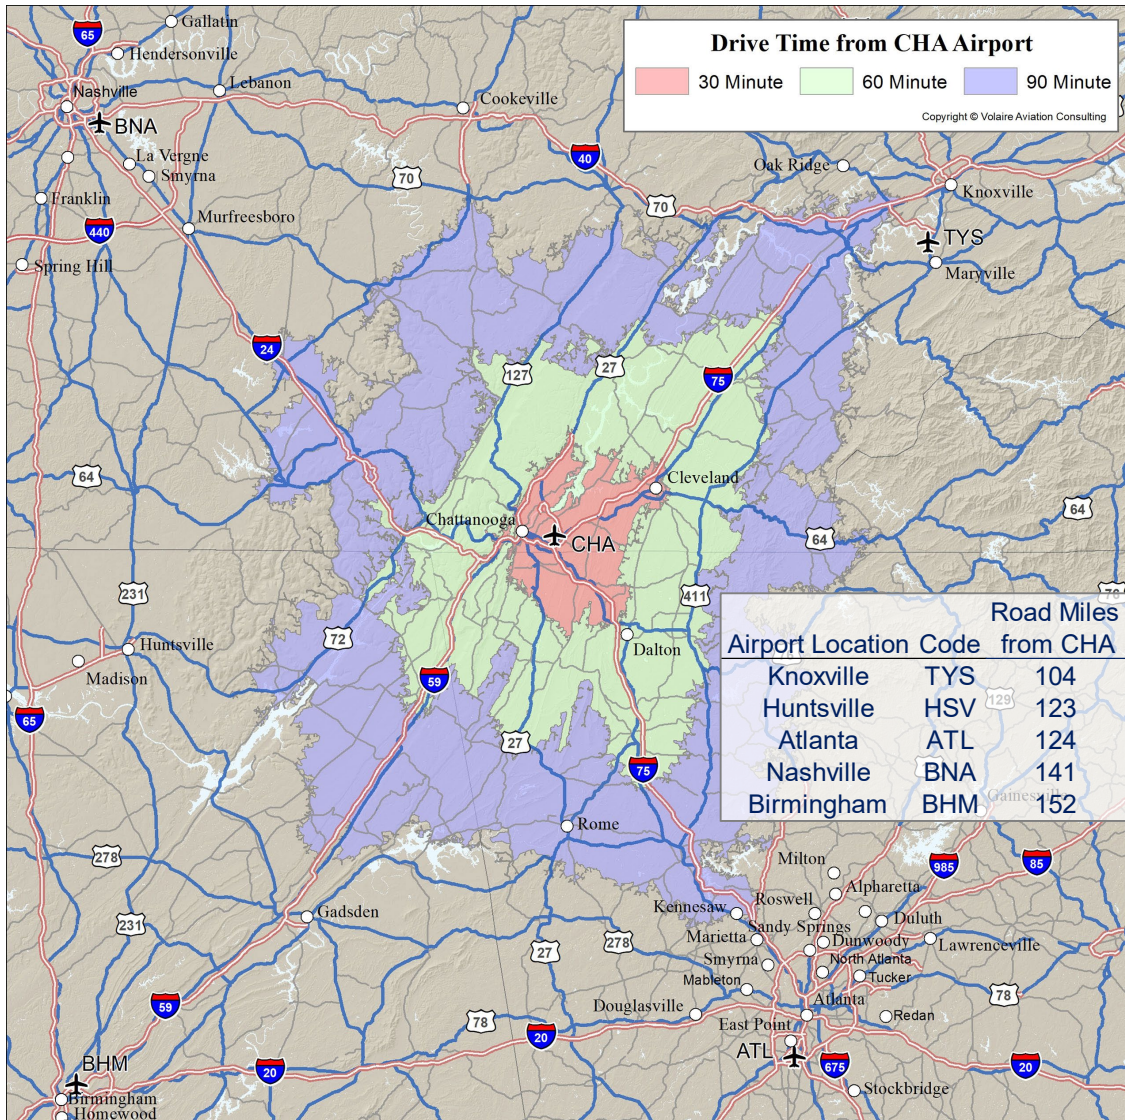 Drive Time from CHA Airport
30 Minute 60 Minute 90 Minute
Copyright © Volaire Aviation Consulting
65
Gallatin
Hendersonville
Nashville
Lebanon
Cookeville
BNA
La Vergne
Smyrna
40
Oak Ridge
Knoxville
70
70
Franklin
Murfreesboro
440
TYS
Spring Hill
Maryville
24
127
27
75
64
Cleveland
Chattanooga
CHA
64
64
231
411
76
72
Huntsville
Madison
Dalton
59
65
27
75
Airport Location Code Road Miles from CHA
Knoxville TYS 104
Huntsville HSV 123
Atlanta ATL 124
Nashville BNA 141
Birmingham BHM 152
129
Gainesville
Rome
278
Milton
985
85
Alpharetta
Roswell
Kennesaw
Gadsden
231
Sandy Springs
Duluth
Marietta
Dunwoody
Lawrenceville
278
27
Smyrna
North Atlanta
Mableton
Tucker
59
Douglasville
Atlanta
78
78
East Point
Redan
20
ATL
BHM
20
675
20
Birmingham
Stockbridge
Homewood